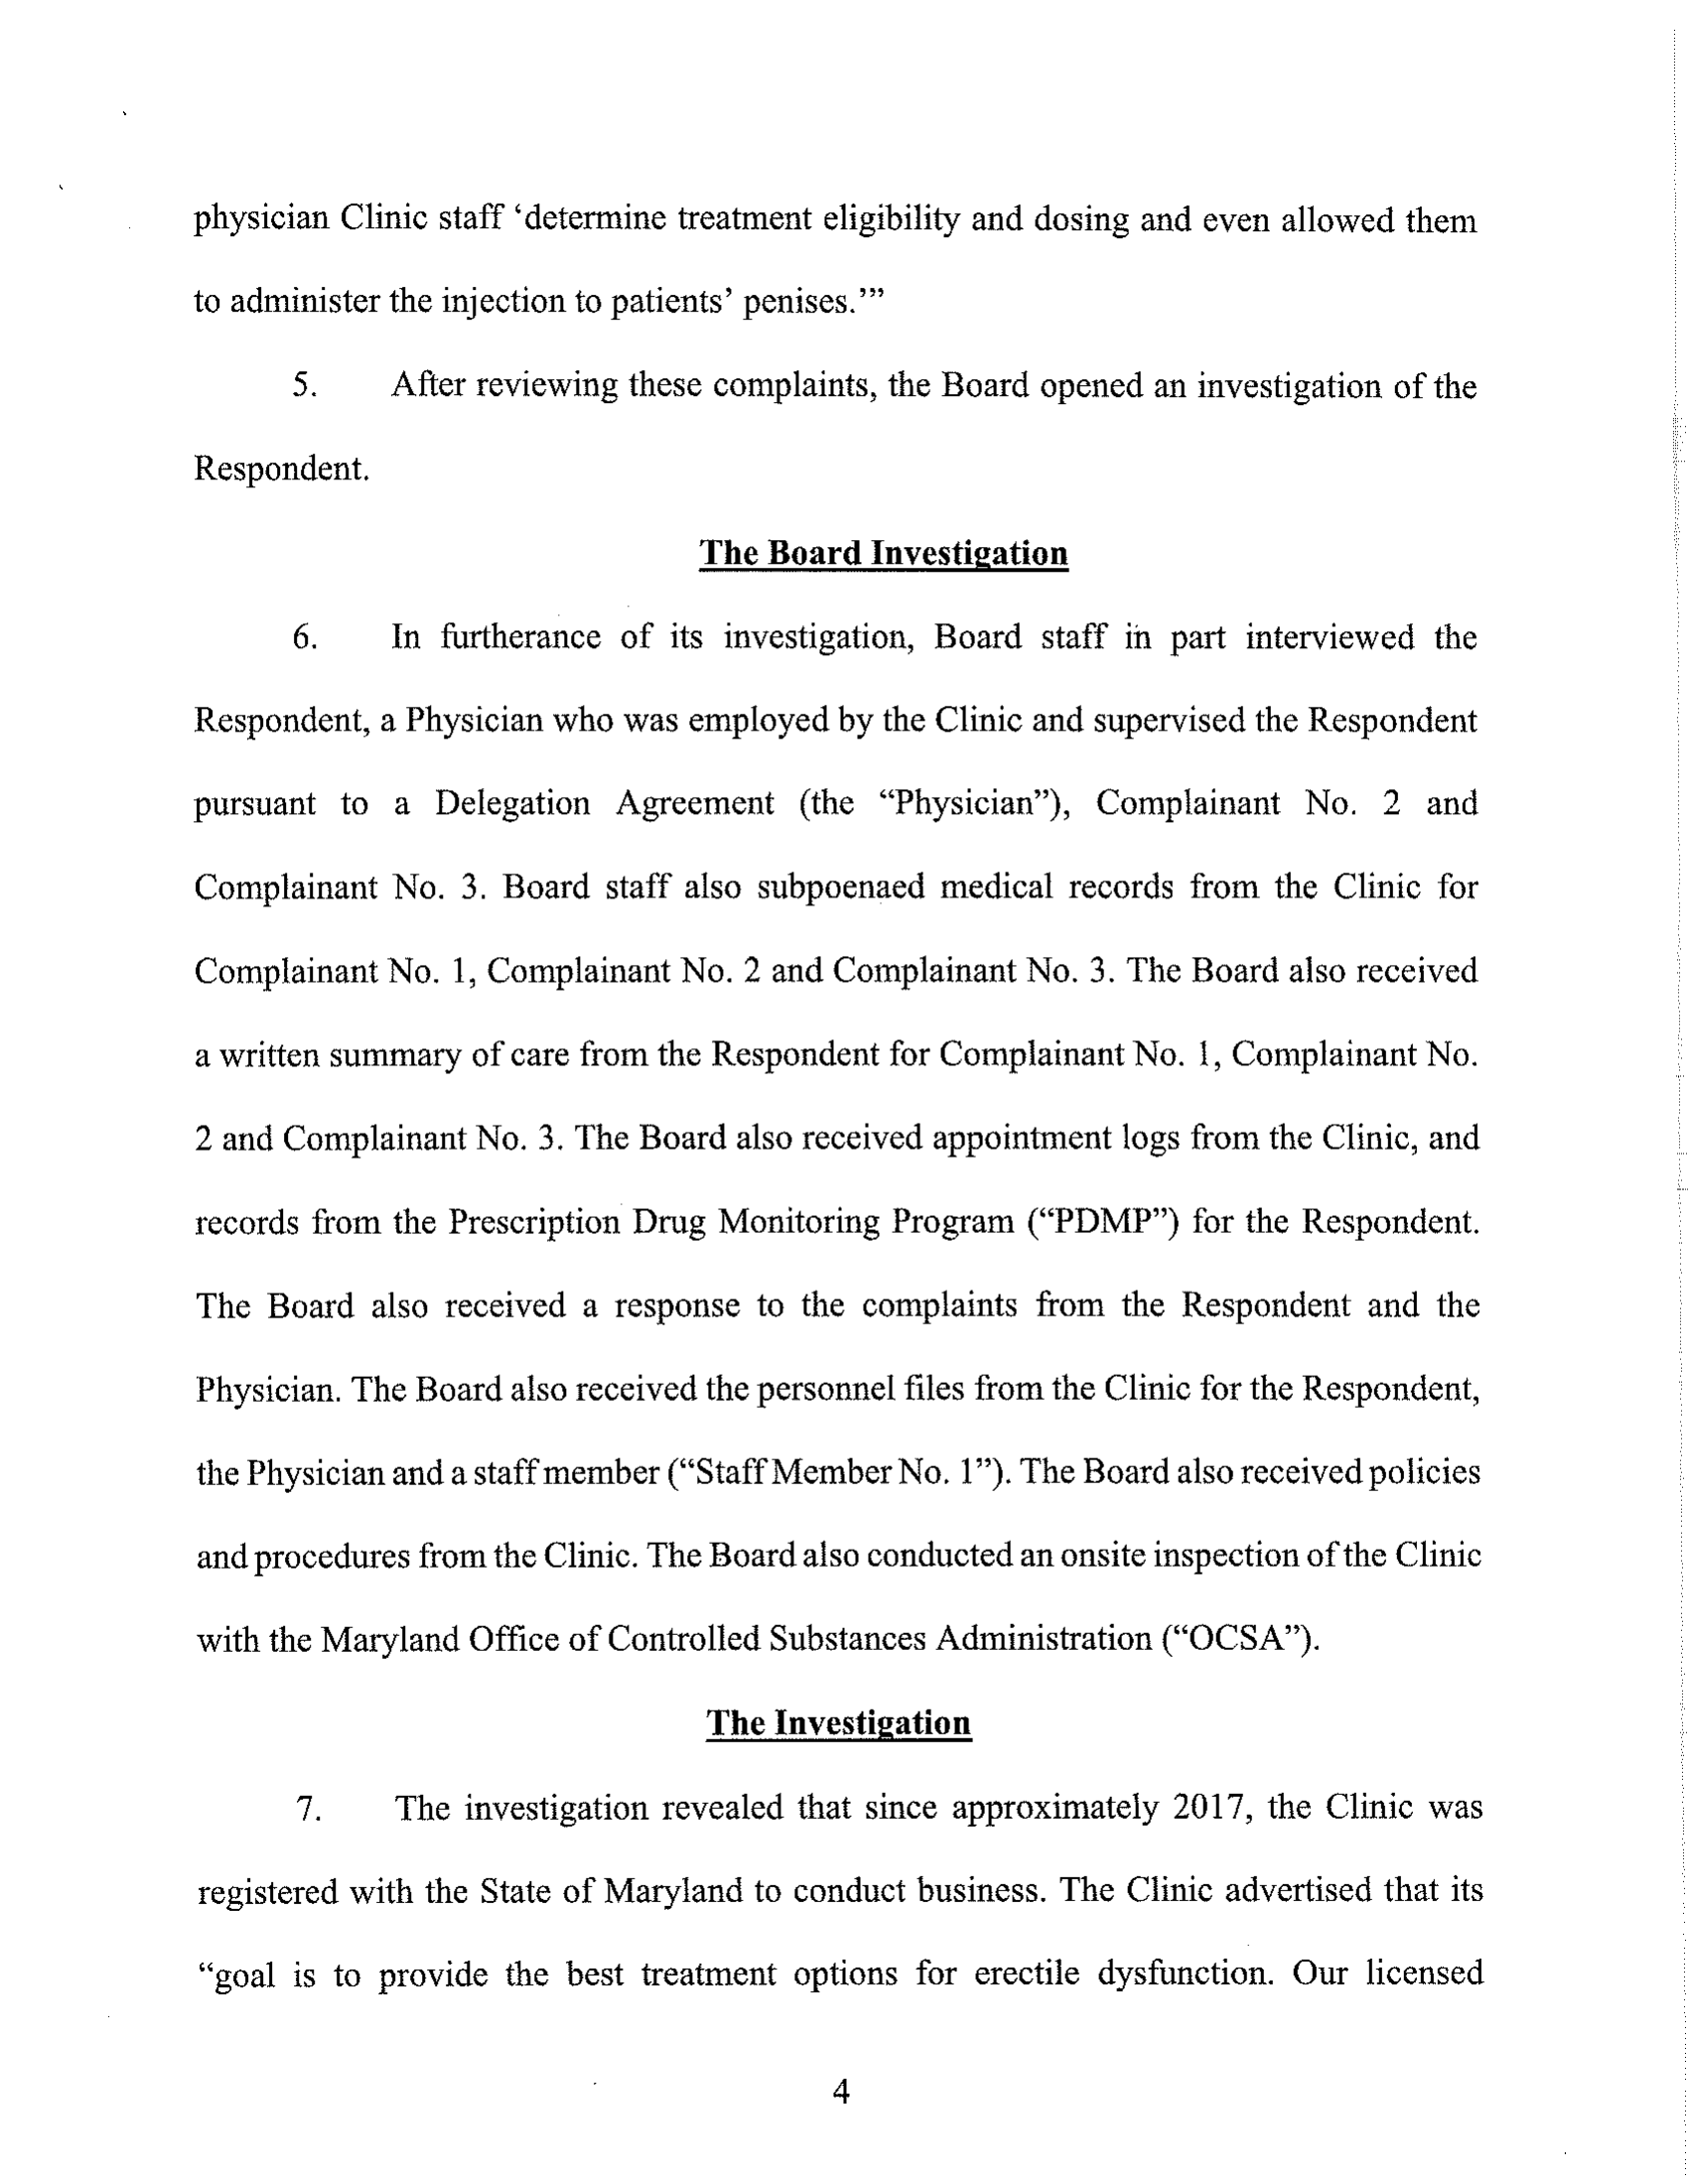 physician Clinic staff ‘determine treatment eligibility and dosing and even allowed them
to administer the injection to patients’ penises.’”
5. After reviewing these complaints, the Board opened an investigation of the
Respondent.
The Board Investigation
6. In furtherance of its investigation, Board staff in part interviewed the
Respondent, a Physician who was employed by the Clinic and supervised the Respondent
pursuant to a Delegation Agreement (the “Physician”), Complainant No. 2 and
Complainant No. 3. Board staff also subpoenaed medical records from the Clinic for
Complainant No. 1, Complainant No. 2 and Complainant No. 3. The Board also received
a written summary of care from the Respondent for Complainant No. 1, Complainant No.
2 and Complainant No. 3. The Board also received appointment logs from the Clinic, and
records from the Prescription Drug Monitoring Program (“PDMP”) for the Respondent.
The Board also received a response to the complaints from the Respondent and the
Physician. The Board also received the personnel files from the Clinic for the Respondent,
the Physician and a staff member (“Staff Member No. 1”). The Board also received policies
and procedures from the Clinic. The Board also conducted an onsite inspection of the Clinic
with the Maryland Office of Controlled Substances Administration (“OCSA”).
The Investigation
7. The investigation revealed that since approximately 2017, the Clinic was
registered with the State of Maryland to conduct business. The Clinic advertised that its
“goal is to provide the best treatment options for erectile dysfunction. Our licensed
4